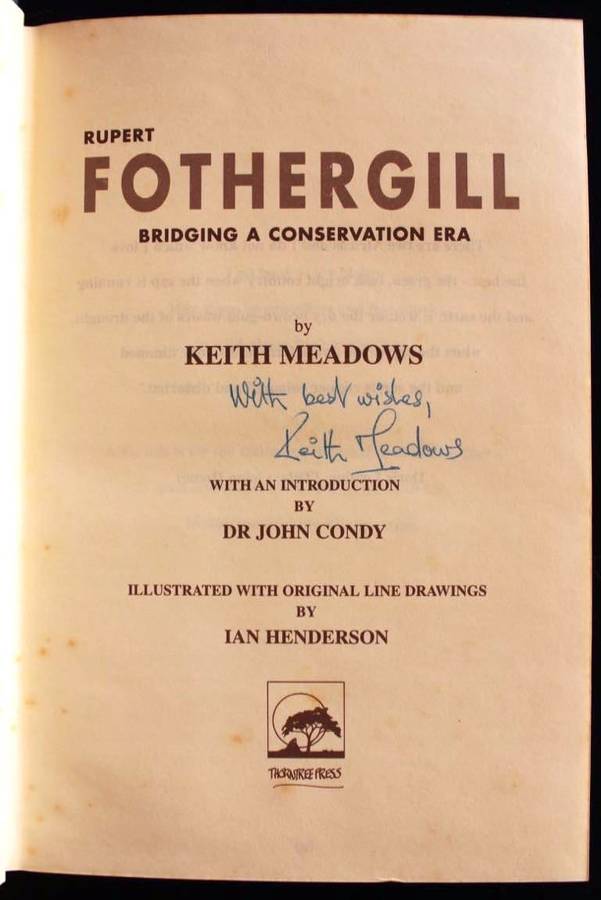 RUPERT
FOTHERGILL
BRIDGING A CONSERVATION ERA
by
KEITH MEADOWS
With best wishes,
Keith Meadows
WITH AN INTRODUCTION
BY
DR JOHN CONDY
ILLUSTRATED WITH ORIGINAL LINE DRAWINGS
BY
IAN HENDERSON
THORNTREE PRESS